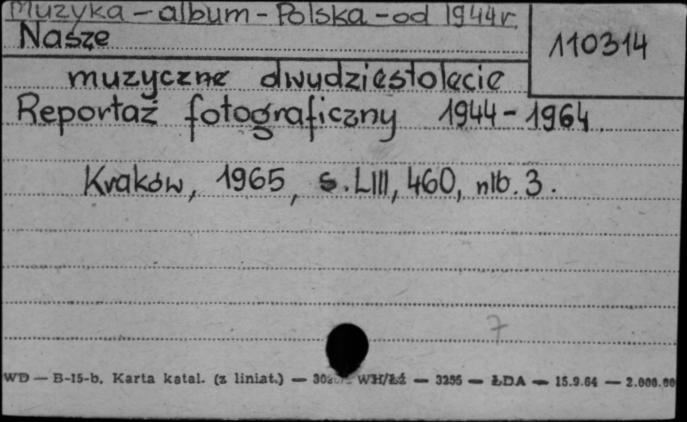 Muzyka - album - Polska - od 1944 r.
Nasze
110314
muzyczne dwudziestolecie
Reportaż fotograficzny 1944 - 1964.
Kraków, 1965, s. LIII, 460, nlb. 3.
7
WD — B-15-b, Karta katal. (z liniat.) — WH/Łź — 3255 — ŁDA — 15.9.64 — 2.000.00